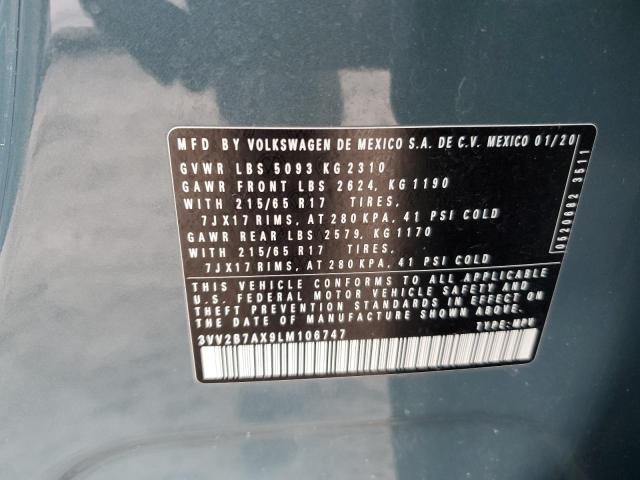 MFD BY VOLKSWAGEN DE MEXICO S.A. DE C.V. MEXICO 01/20
GVWR LBS 5093 KG 2310
GAWR FRONT LBS 2624, KG 1190
WITH 215/65 R17 TIRES,
7JX17 RIMS, AT 280 KPA, 41 PSI COLD
GAWR REAR LBS 2579, KG 1170
WITH 215/65 R17 TIRES,
7JX17 RIMS, AT 280 KPA, 41 PSI COLD
THIS VEHICLE CONFORMS TO ALL APPLICABLE
U.S. FEDERAL MOTOR VEHICLE SAFETY AND
THEFT PREVENTION STANDARDS IN EFFECT ON
THE DATE OF MANUFACTURE SHOWN ABOVE.
3VV2B7AX9LM106747 TYPE: MPV
0520682 3511